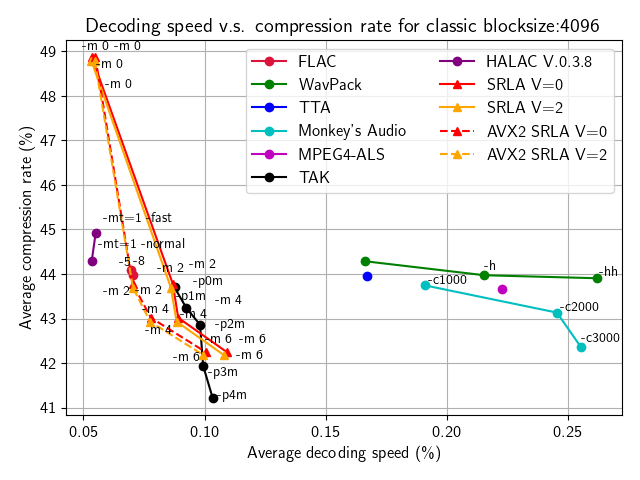 Decoding speed v.s. compression rate for classic blocksize:4096
Average compression rate (%)
49
48
47
46
45
44
43
42
41
0.05
0.10
0.15
0.20
0.25
Average decoding speed (%)
FLAC
WavPack
TTA
Monkey's Audio
MPEG4-ALS
TAK
HALAC V.0.3.8
SRLA V=0
SRLA V=2
AVX2 SRLA V=0
AVX2 SRLA V=2
-m 0
-m 0
-m 0
-m 0
-mt=1 -fast
-mt=1 -normal
-5
-8
-m 2
-m 2
-m 2
-m 2
-p0m
-p1m
-m 4
-m 4
-m 4
-m 4
-p2m
-m 6
-m 6
-m 6
-m 6
-p3m
-p4m
-h
-hh
-c1000
-c2000
-c3000